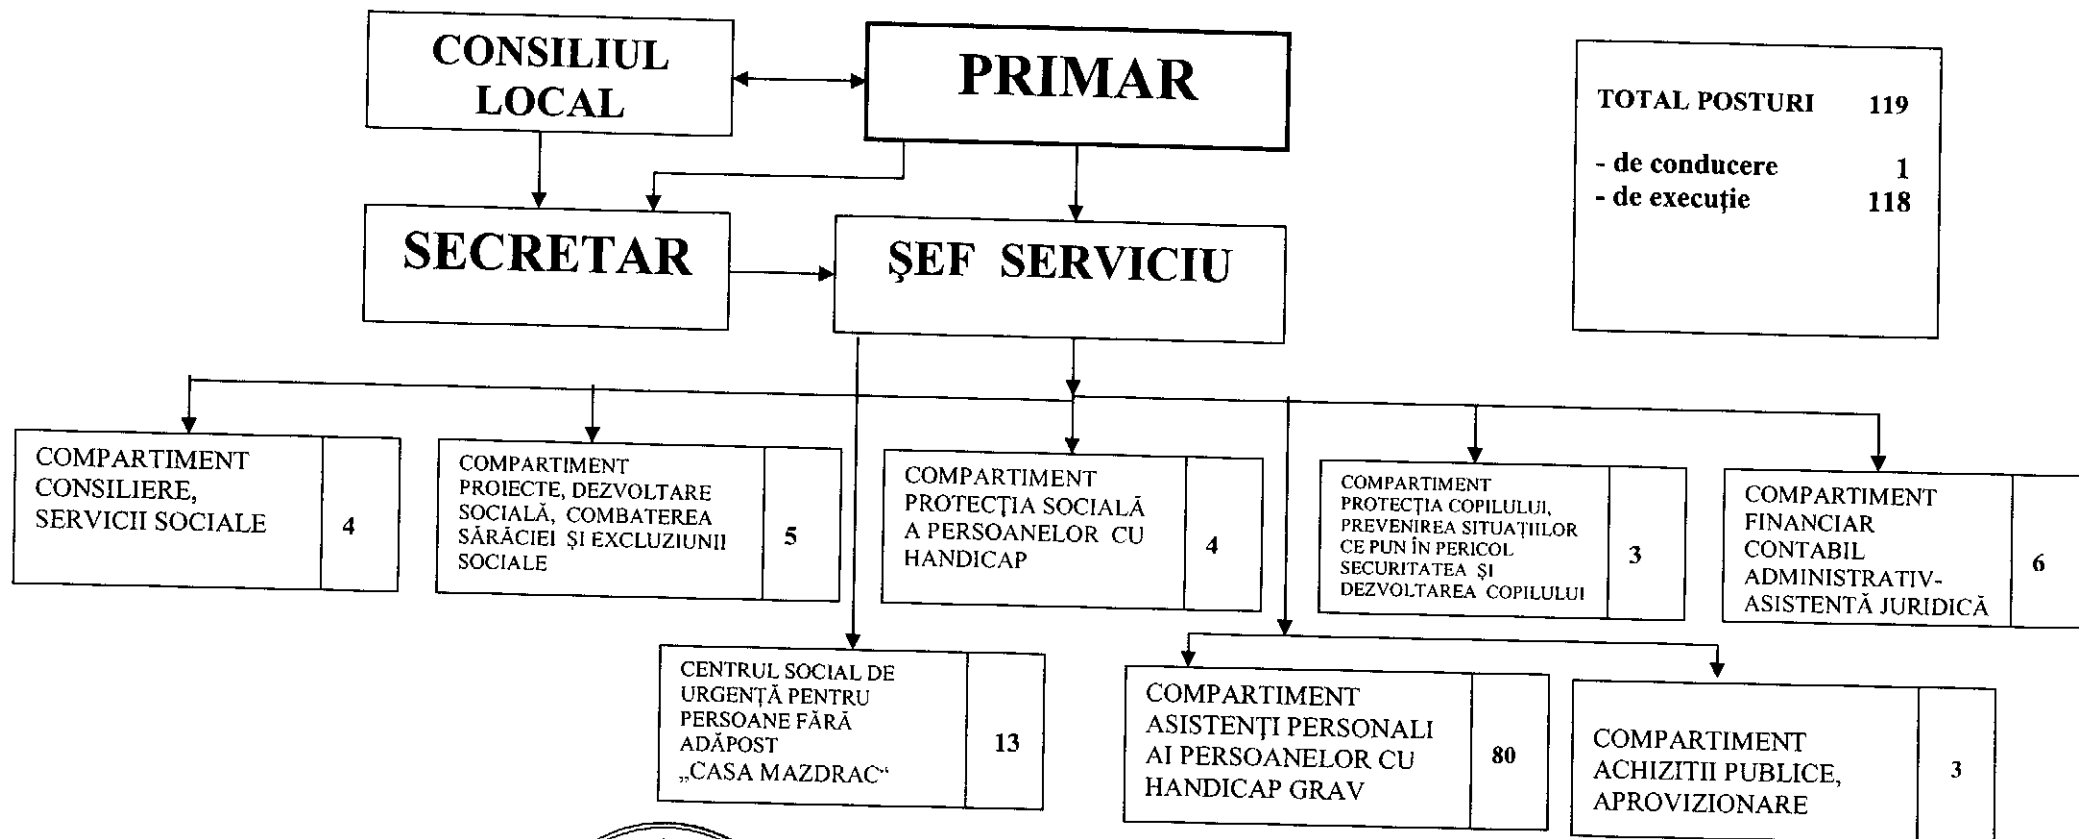 CONSILIUL
LOCAL
PRIMAR
TOTAL POSTURI 119
- de conducere 1
- de execuţie 118
SECRETAR
ŞEF SERVICIU
COMPARTIMENT
CONSILIERE,
SERVICII SOCIALE
4
COMPARTIMENT
PROIECTE, DEZVOLTARE
SOCIALĂ, COMBATEREA
SĂRĂCIEI ŞI EXCLUZIUNII
SOCIALE
5
COMPARTIMENT
PROTECŢIA SOCIALĂ
A PERSOANELOR CU
HANDICAP
4
COMPARTIMENT
PROTECŢIA COPILULUI,
PREVENIREA SITUAŢIILOR
CE PUN ÎN PERICOL
SECURITATEA ŞI
DEZVOLTAREA COPILULUI
3
COMPARTIMENT
FINANCIAR
CONTABIL
ADMINISTRATIV-
ASISTENTĂ JURIDICĂ
6
CENTRUL SOCIAL DE
URGENŢĂ PENTRU
PERSOANE FĂRĂ
ADĂPOST
„CASA MAZDRAC“
13
COMPARTIMENT
ASISTENŢI PERSONALI
AI PERSOANELOR CU
HANDICAP GRAV
80
COMPARTIMENT
ACHIZITII PUBLICE,
APROVIZIONARE
3